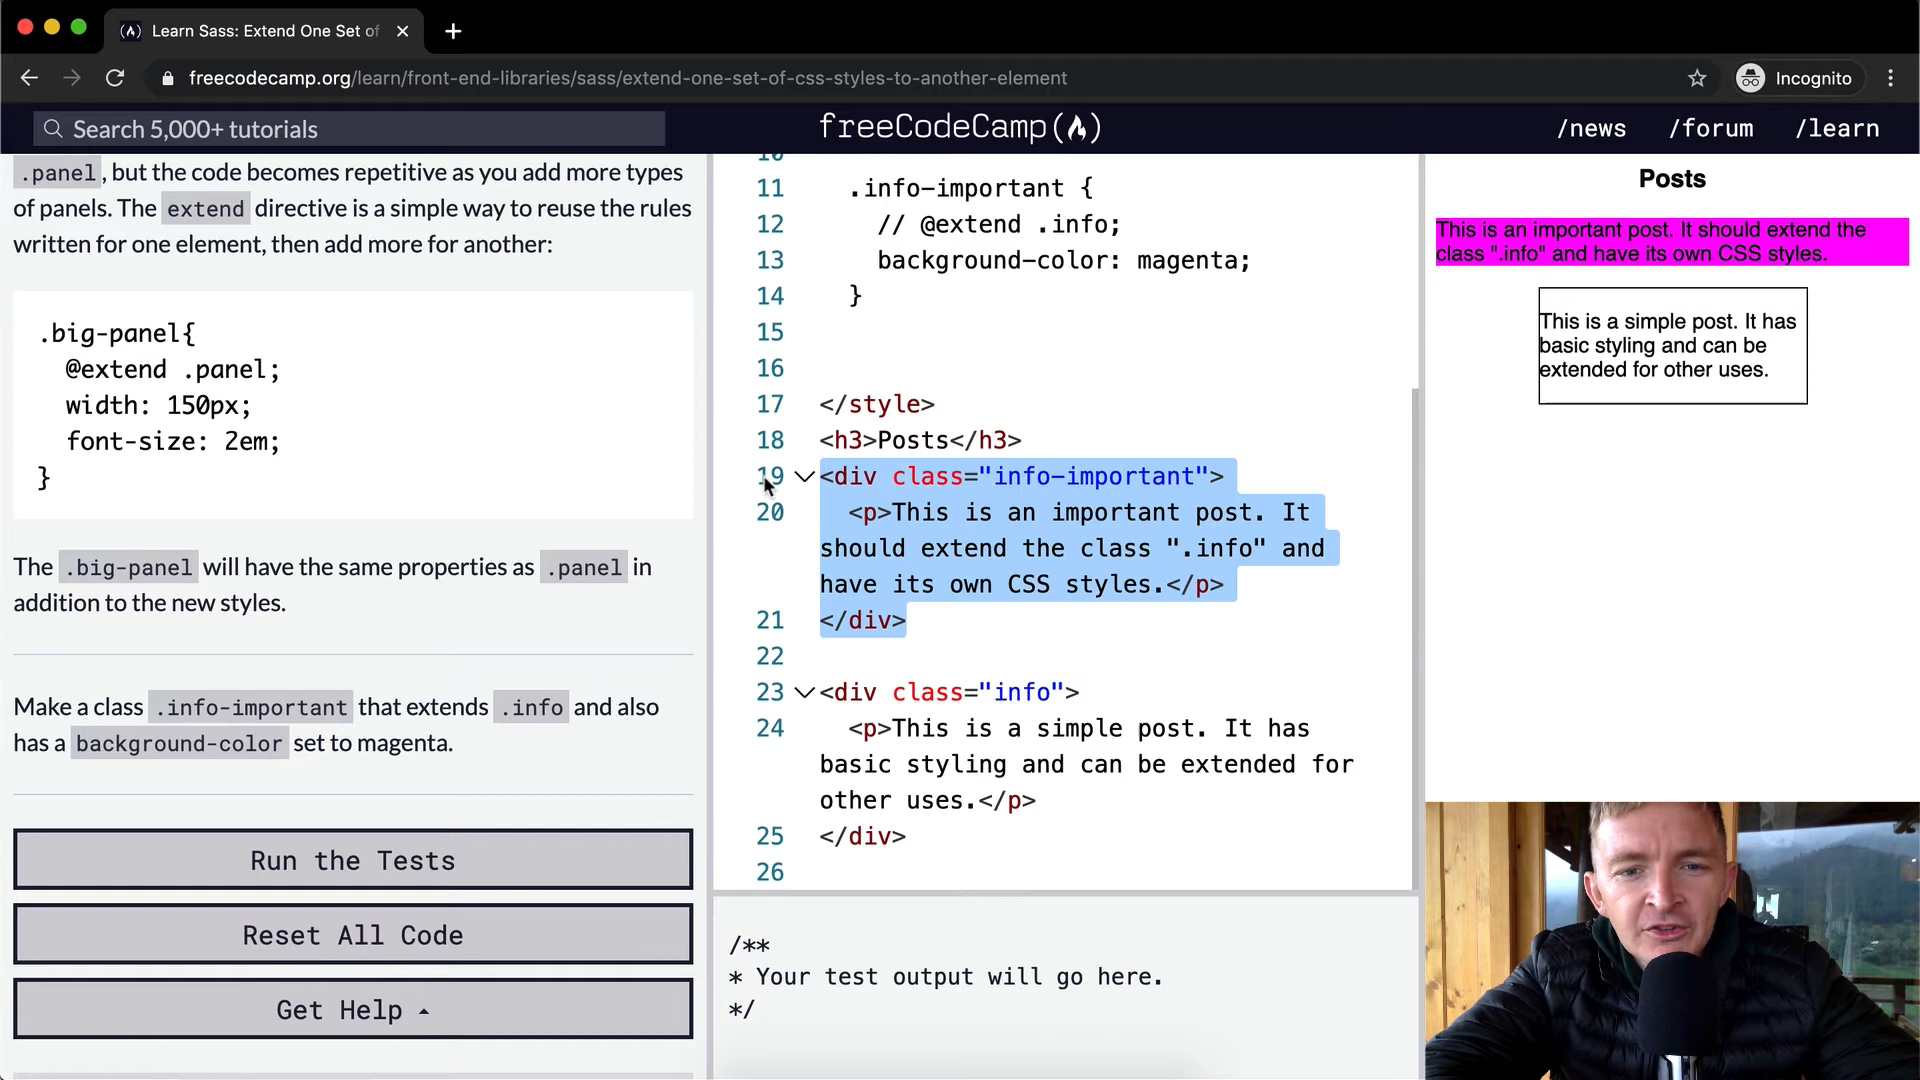 Learn Sass: Extend One Set of
freecodecamp.org/learn/front-end-libraries/sass/extend-one-set-of-css-styles-to-another-element
Incognito
Search 5,000+ tutorials
freeCodeCamp
/news /forum /learn
.panel , but the code becomes repetitive as you add more types
of panels. The extend directive is a simple way to reuse the rules
written for one element, then add more for another:
.big-panel{
@extend .panel;
width: 150px;
font-size: 2em;
}
The .big-panel will have the same properties as .panel in
addition to the new styles.
Make a class .info-important that extends .info and also
has a background-color set to magenta.
Run the Tests
Reset All Code
Get Help
10
11 .info-important {
12 // @extend .info;
13 background-color: magenta;
14 }
15
16
17 </style>
18 <h3>Posts</h3>
19 <div class="info-important">
20 <p>This is an important post. It
should extend the class ".info" and
have its own CSS styles.</p>
21 </div>
22
23 <div class="info">
24 <p>This is a simple post. It has
basic styling and can be extended for
other uses.</p>
25 </div>
26
/**
* Your test output will go here.
*/
Posts
This is an important post. It should extend the
class ".info" and have its own CSS styles.
This is a simple post. It has
basic styling and can be
extended for other uses.